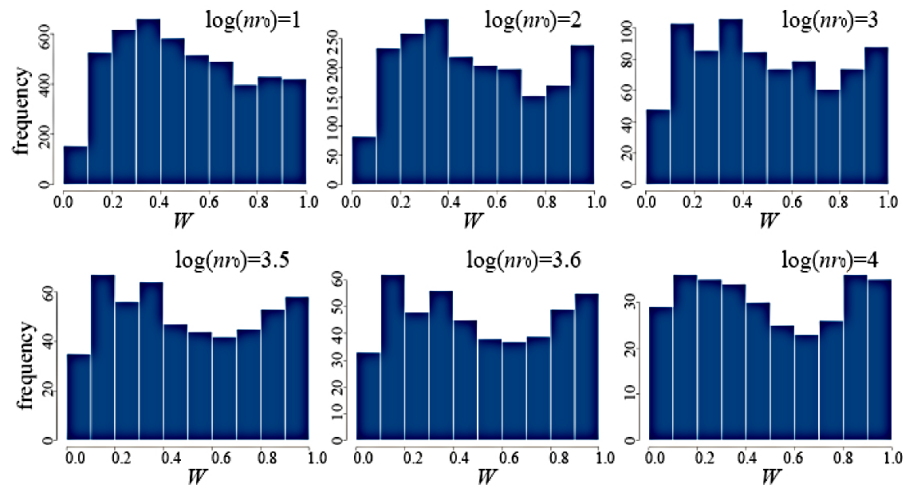 log(nr₀)=1
log(nr₀)=2
log(nr₀)=3
frequency
0 200 400 600
0 50 100 150 200 250
0 20 40 60 80 100
0.0 0.2 0.4 0.6 0.8 1.0
0.0 0.2 0.4 0.6 0.8 1.0
0.0 0.2 0.4 0.6 0.8 1.0
W
W
W
log(nr₀)=3.5
log(nr₀)=3.6
log(nr₀)=4
frequency
0 20 40 60
0 10 20 30 40 50 60
0 20 30
0.0 0.2 0.4 0.6 0.8 1.0
0.0 0.2 0.4 0.6 0.8 1.0
0.0 0.2 0.4 0.6 0.8 1.0
W
W
W